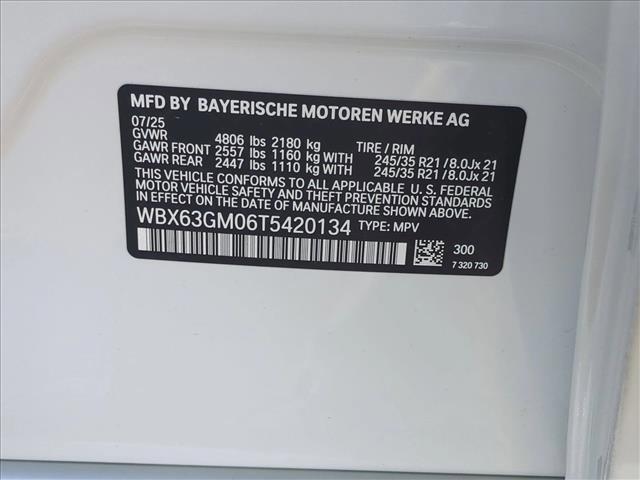 MFD BY BAYERISCHE MOTOREN WERKE AG
07/25
GVWR 4806 lbs 2180 kg TIRE / RIM
GAWR FRONT 2557 lbs 1160 kg WITH 245/35 R21 / 8.0Jx 21
GAWR REAR 2447 lbs 1110 kg WITH 245/35 R21 / 8.0Jx 21
THIS VEHICLE CONFORMS TO ALL APPLICABLE U. S. FEDERAL
MOTOR VEHICLE SAFETY AND THEFT PREVENTION STANDARDS
IN EFFECT ON THE DATE OF MANUFACTURE SHOWN ABOVE.
WBX63GM06T5420134 TYPE: MPV
300
7 320 730